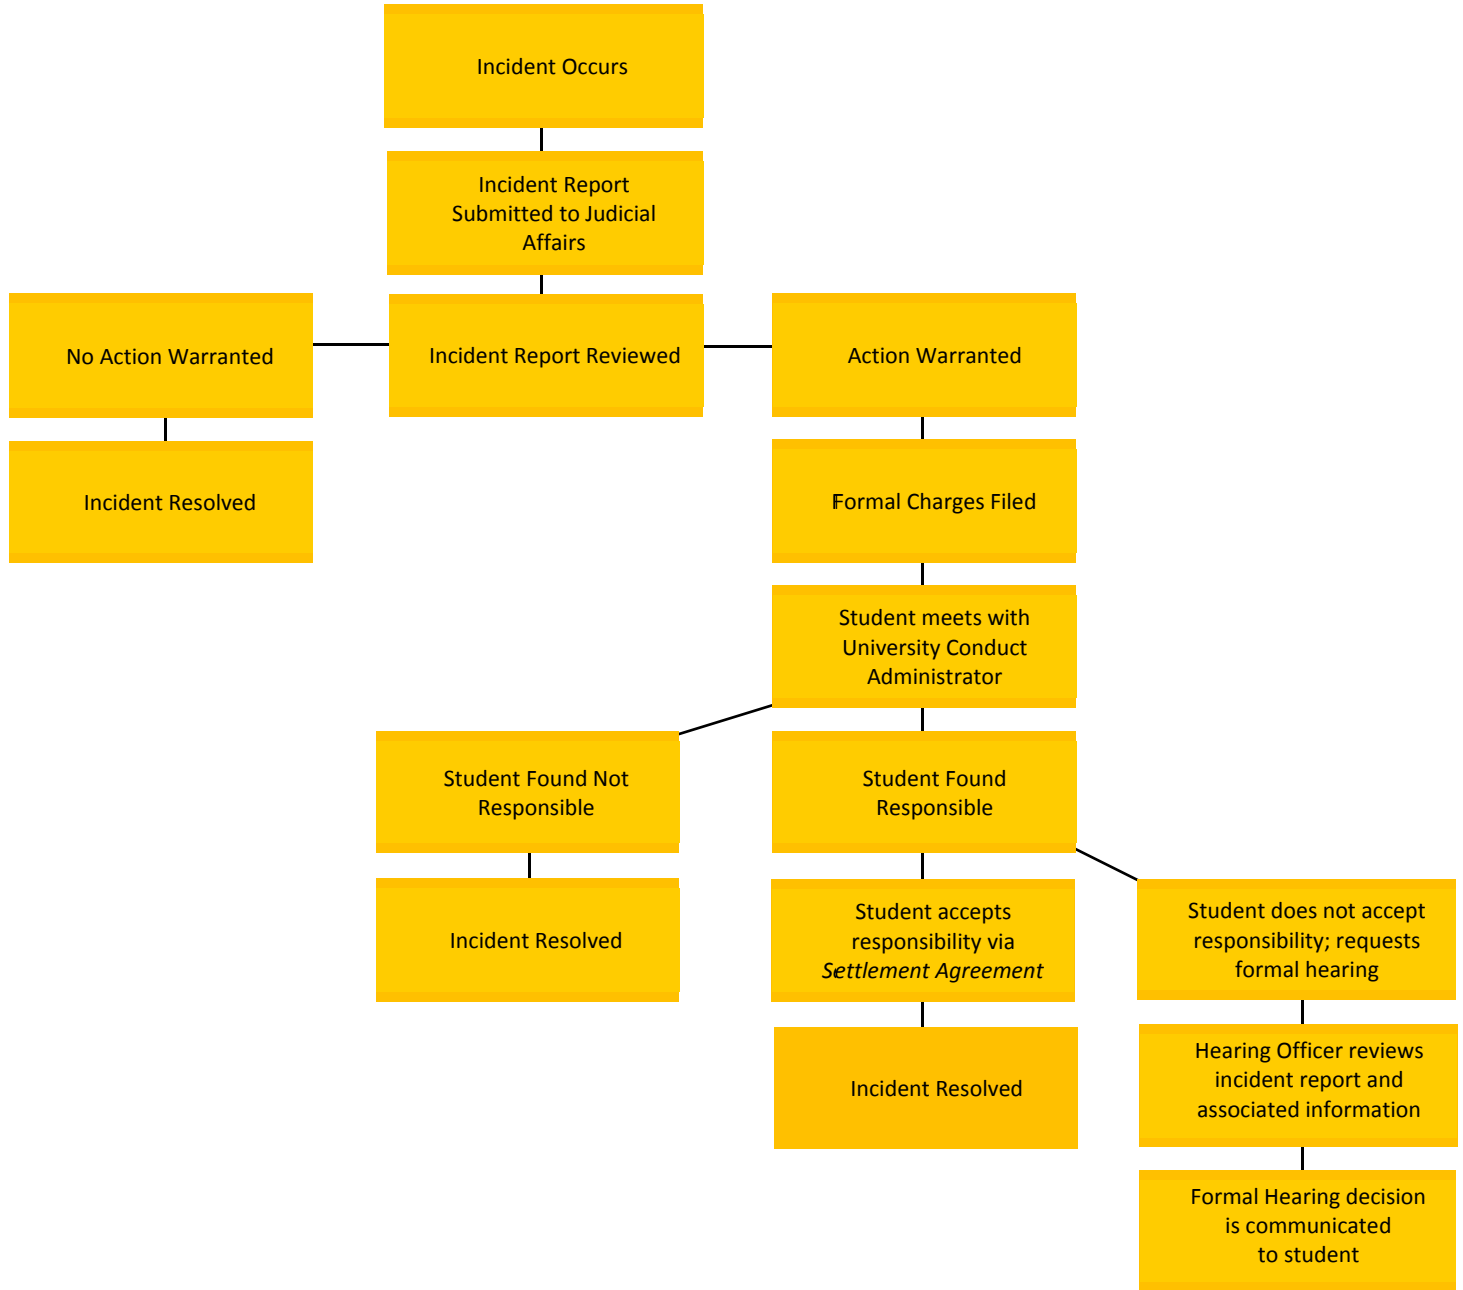 Incident Occurs
Incident Report
Submitted to Judicial
Affairs
No Action Warranted
Incident Report Reviewed
Action Warranted
Incident Resolved
Formal Charges Filed
Student meets with
University Conduct
Administrator
Student Found Not
Responsible
Student Found
Responsible
Incident Resolved
Student accepts
responsibility via
Settlement Agreement
Student does not accept
responsibility; requests
formal hearing
Incident Resolved
Hearing Officer reviews
incident report and
associated information
Formal Hearing decision
is communicated
to student